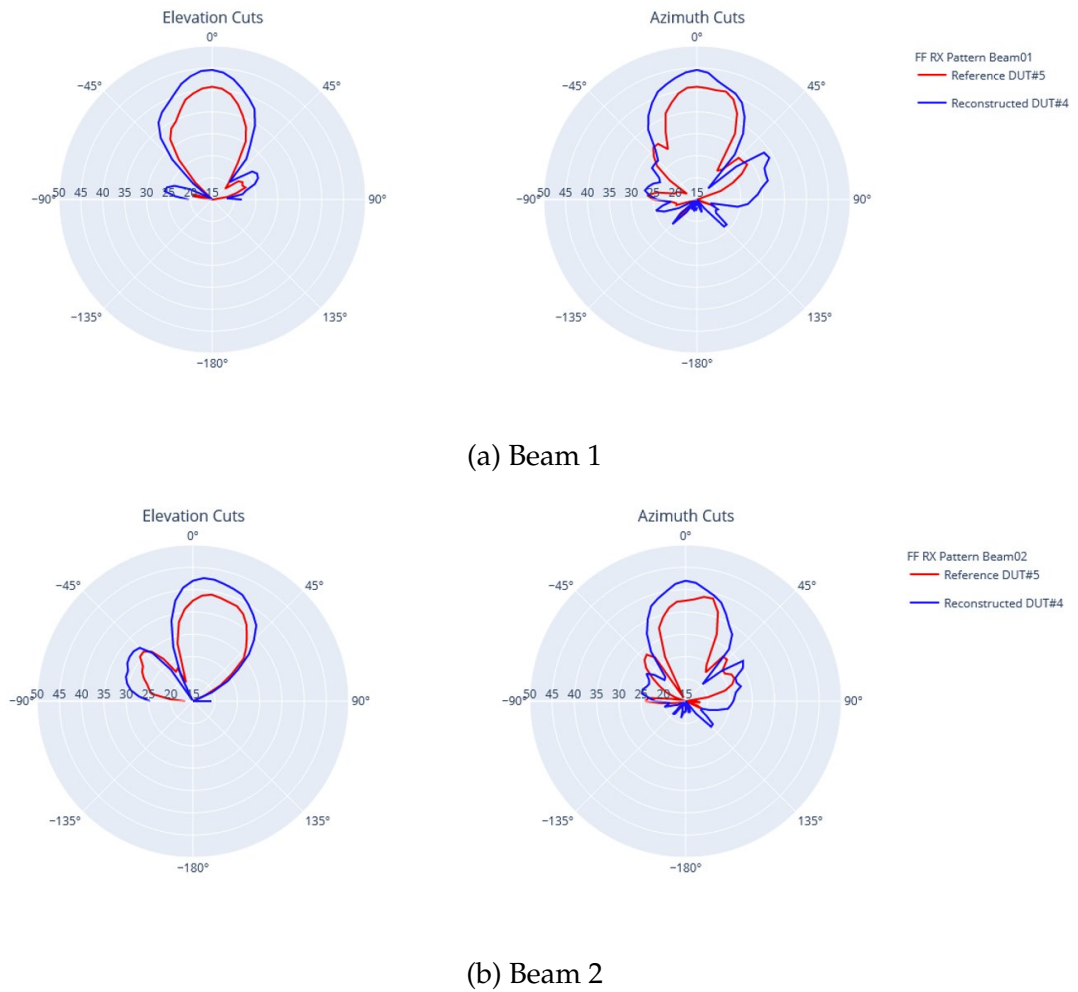 Elevation Cuts
Azimuth Cuts
0°
0°
FF RX Pattern Beam01
−45°
45°
−45°
45°
Reference DUT#5
Reconstructed DUT#4
−90°
50 45 40 35 30 25 20 15
90°
−90°
50 45 40 35 30 25 20 15
90°
−135°
135°
−135°
135°
−180°
−180°
(a) Beam 1
Elevation Cuts
Azimuth Cuts
0°
0°
FF RX Pattern Beam02
−45°
45°
−45°
45°
Reference DUT#5
Reconstructed DUT#4
−90°
50 45 40 35 30 25 20 15
90°
−90°
50 45 40 35 30 25 20 15
90°
−135°
135°
−135°
135°
−180°
−180°
(b) Beam 2